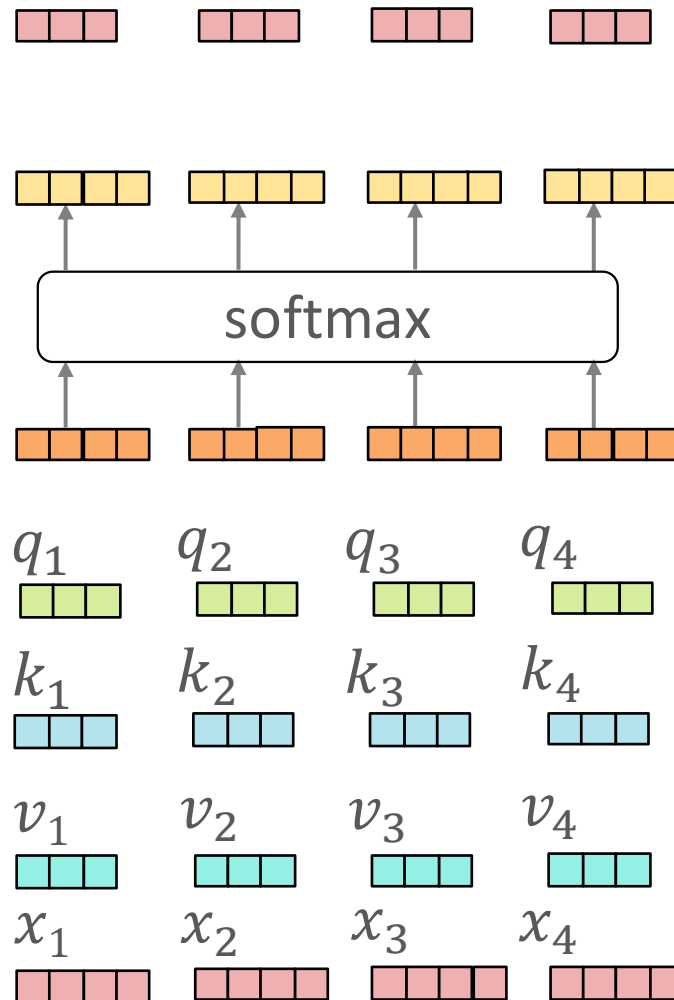 softmax
q₁ q₂ q₃ q₄
k₁ k₂ k₃ k₄
v₁ v₂ v₃ v₄
x₁ x₂ x₃ x₄